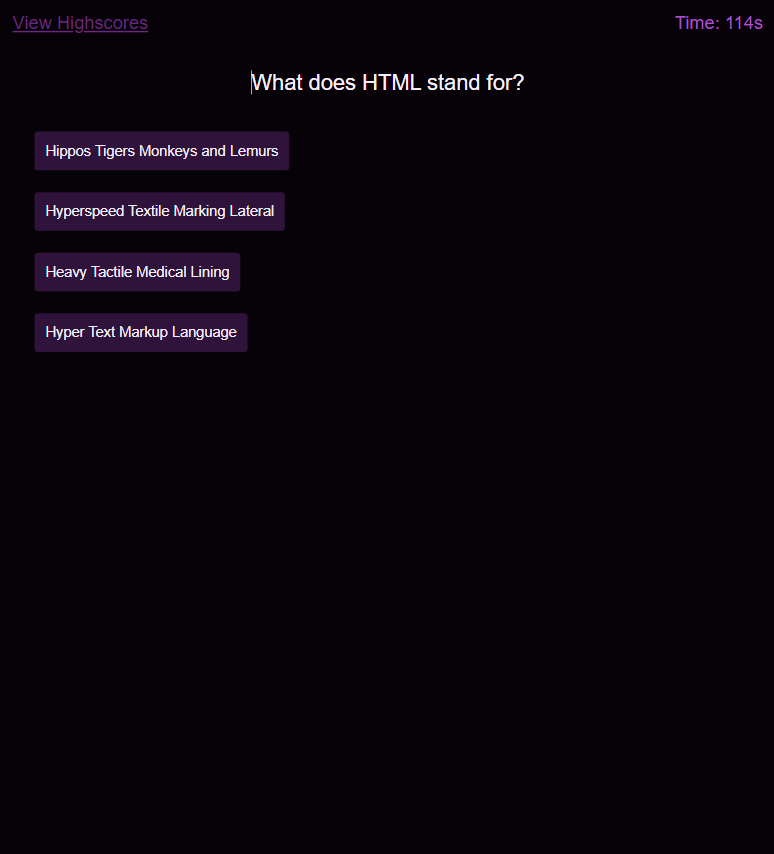 View Highscores
Time: 114s
What does HTML stand for?
Hippos Tigers Monkeys and Lemurs
Hyperspeed Textile Marking Lateral
Heavy Tactile Medical Lining
Hyper Text Markup Language